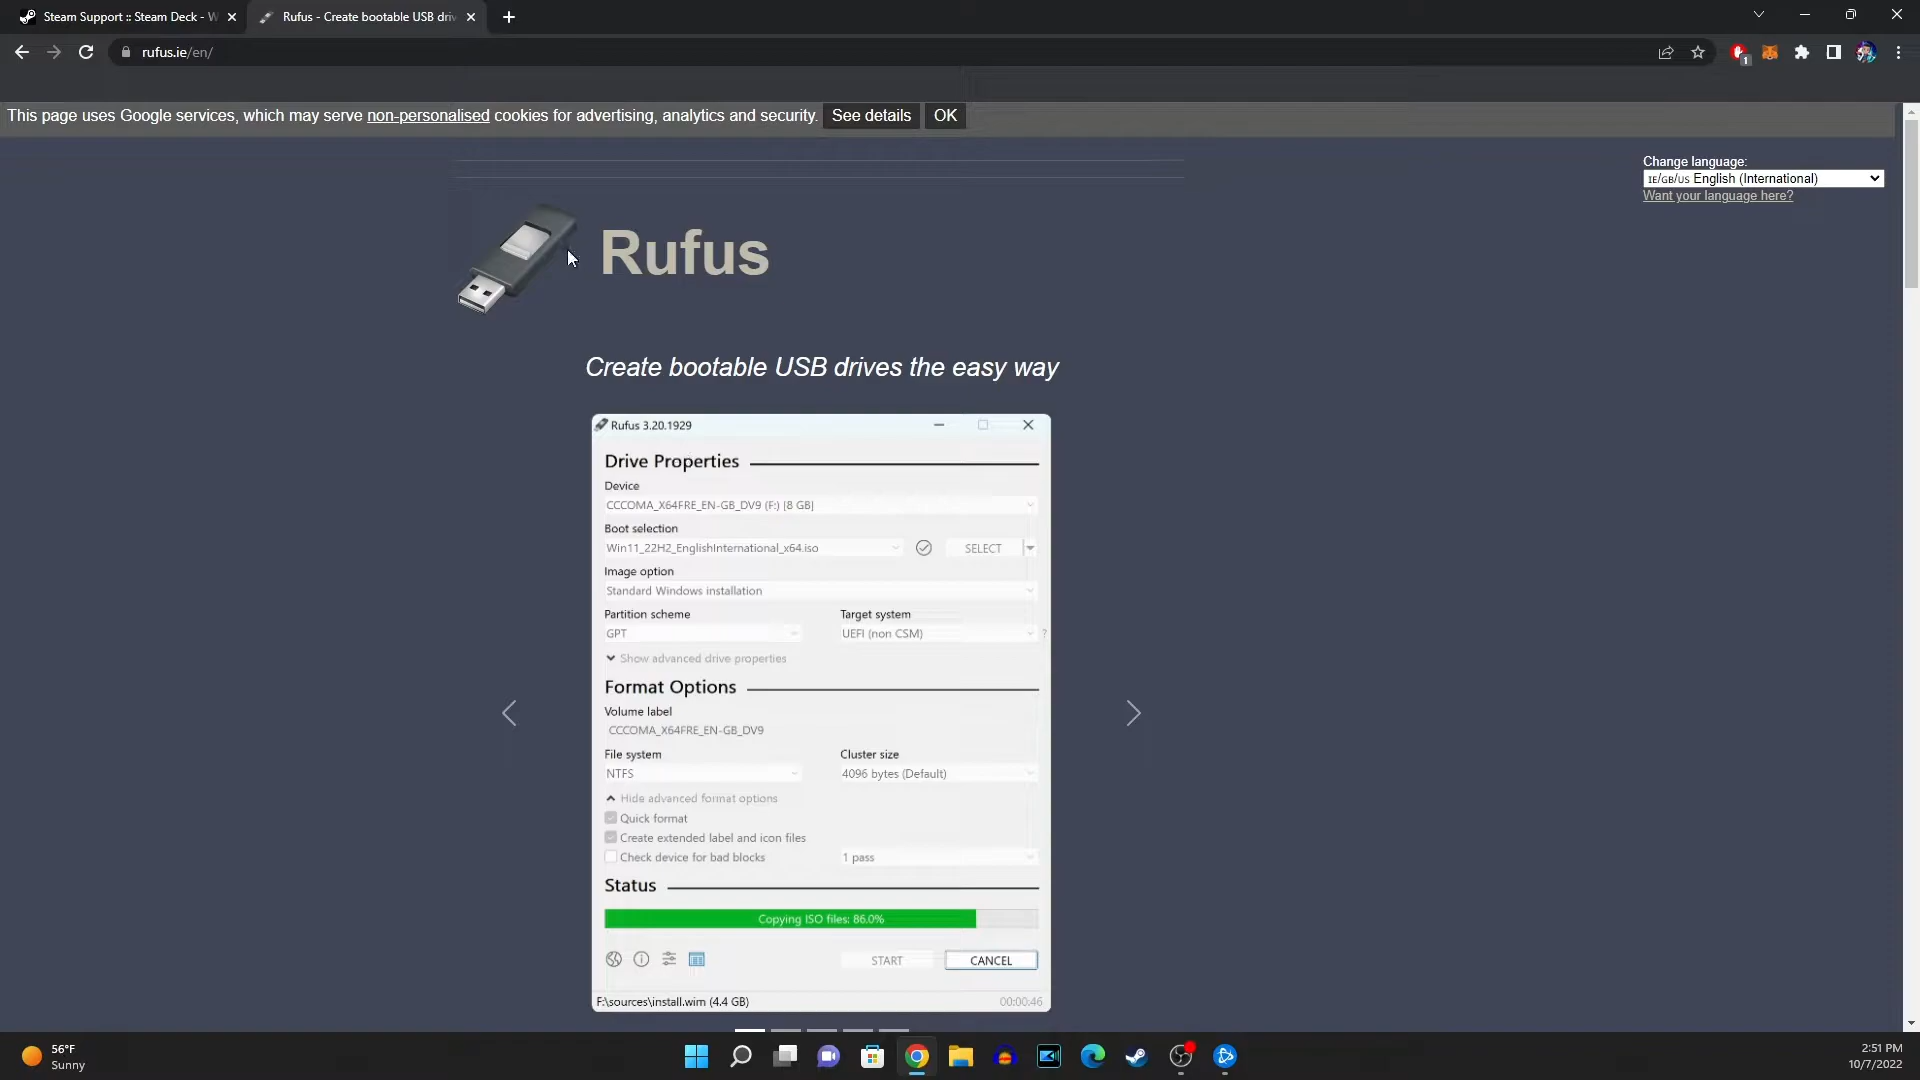 Steam Support :: Steam Deck - W
Rufus - Create bootable USB driv
rufus.ie/en/
1
This page uses Google services, which may serve non-personalised cookies for advertising, analytics and security. See details OK
Change language:
IE/GB/US English (International)
Want your language here?
Rufus
Create bootable USB drives the easy way
Rufus 3.20.1929
Drive Properties
Device
CCCOMA_X64FRE_EN-GB_DV9 (F:) [8 GB]
Boot selection
Win11_22H2_EnglishInternational_x64.iso
SELECT
Image option
Standard Windows installation
Partition scheme
Target system
GPT
UEFI (non CSM)
?
Show advanced drive properties
Format Options
Volume label
CCCOMA_X64FRE_EN-GB_DV9
File system
Cluster size
NTFS
4096 bytes (Default)
Hide advanced format options
Quick format
Create extended label and icon files
Check device for bad blocks
1 pass
Status
Copying ISO files: 86.0%
START
CANCEL
F:\sources\install.wim (4.4 GB)
00:00:46
56°F
Sunny
2:51 PM
10/7/2022